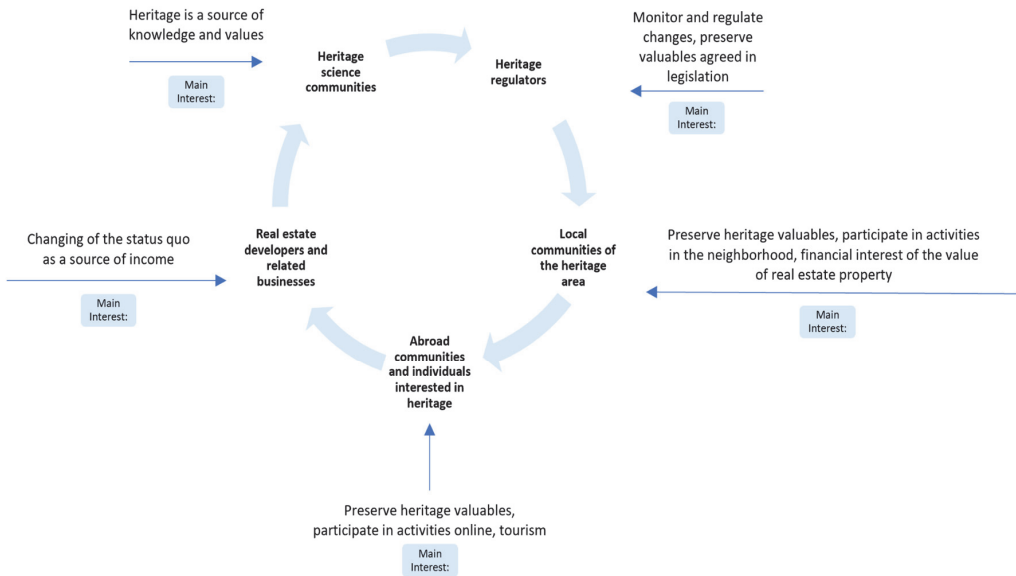 Heritage is a source of
knowledge and values
Main
Interest:
Heritage
science
communities
Heritage
regulators
Monitor and regulate
changes, preserve
valuables agreed in
legislation
Main
Interest:
Changing of the status quo
as a source of income
Main
Interest:
Real estate
developers and
related
businesses
Local
communities of
the heritage
area
Preserve heritage valuables, participate in activities
in the neighborhood, financial interest of the value
of real estate property
Main
Interest:
Abroad
communities
and individuals
interested in
heritage
Preserve heritage valuables,
participate in activities online, tourism
Main
Interest: